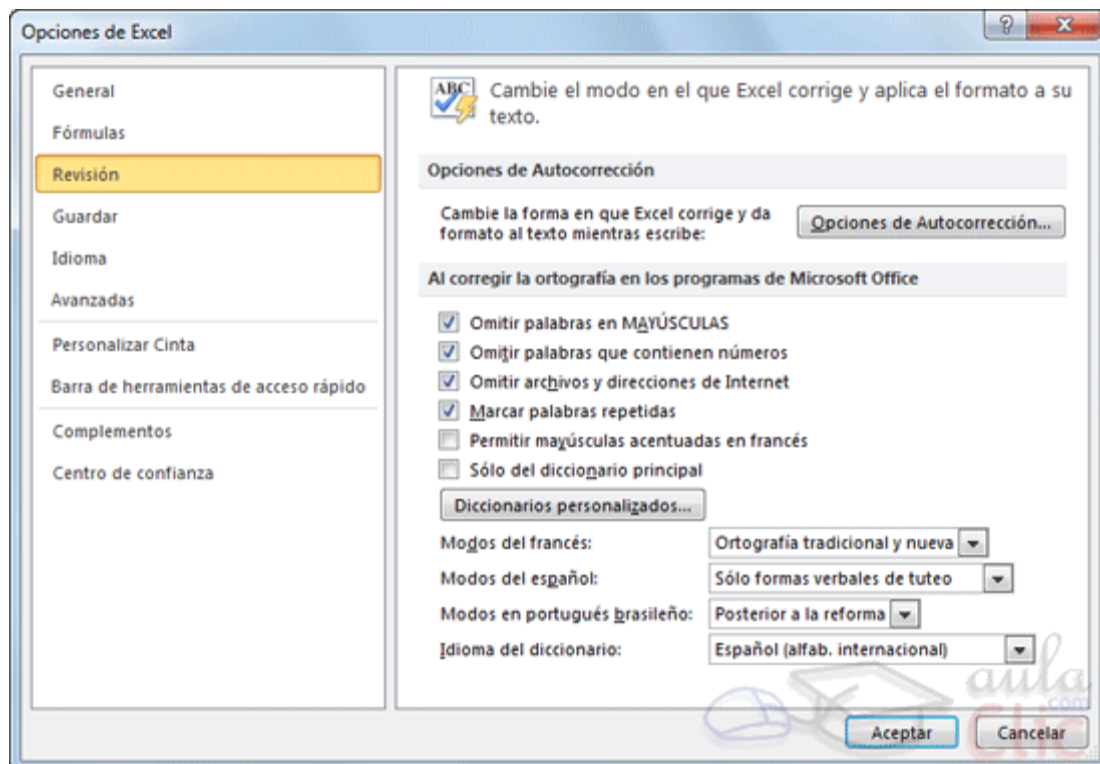 Opciones de Excel
General
Fórmulas
Revisión
Guardar
Idioma
Avanzadas
Personalizar Cinta
Barra de herramientas de acceso rápido
Complementos
Centro de confianza
ABC
Cambie el modo en el que Excel corrige y aplica el formato a su
texto.
Opciones de Autocorrección
Cambie la forma en que Excel corrige y da
formato al texto mientras escribe:
Opciones de Autocorrección...
Al corregir la ortografía en los programas de Microsoft Office
Omitir palabras en MAYÚSCULAS
Omitir palabras que contienen números
Omitir archivos y direcciones de Internet
Marcar palabras repetidas
Permitir mayúsculas acentuadas en francés
Sólo del diccionario principal
Diccionarios personalizados...
Modos del francés: Ortografía tradicional y nueva
Modos del español: Sólo formas verbales de tuteo
Modos en portugués brasileño: Posterior a la reforma
Idioma del diccionario: Español (alfab. internacional)
aula
.com
Clic
Aceptar Cancelar